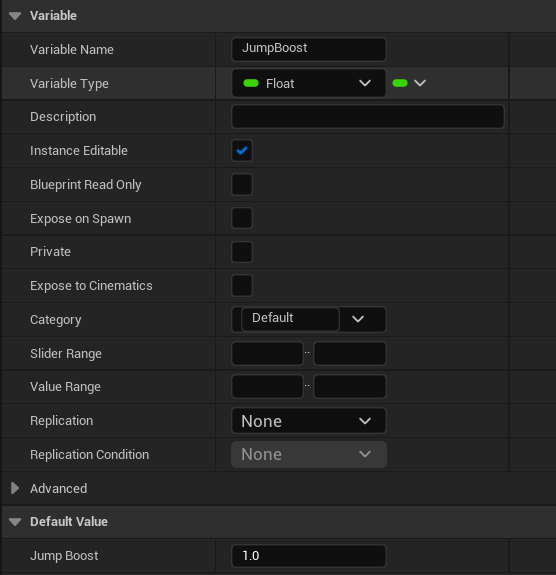 Variable
Variable Name JumpBoost
Variable Type Float
Description
Instance Editable
Blueprint Read Only
Expose on Spawn
Private
Expose to Cinematics
Category Default
Slider Range ..
Value Range ..
Replication None
Replication Condition None
Advanced
Default Value
Jump Boost 1.0